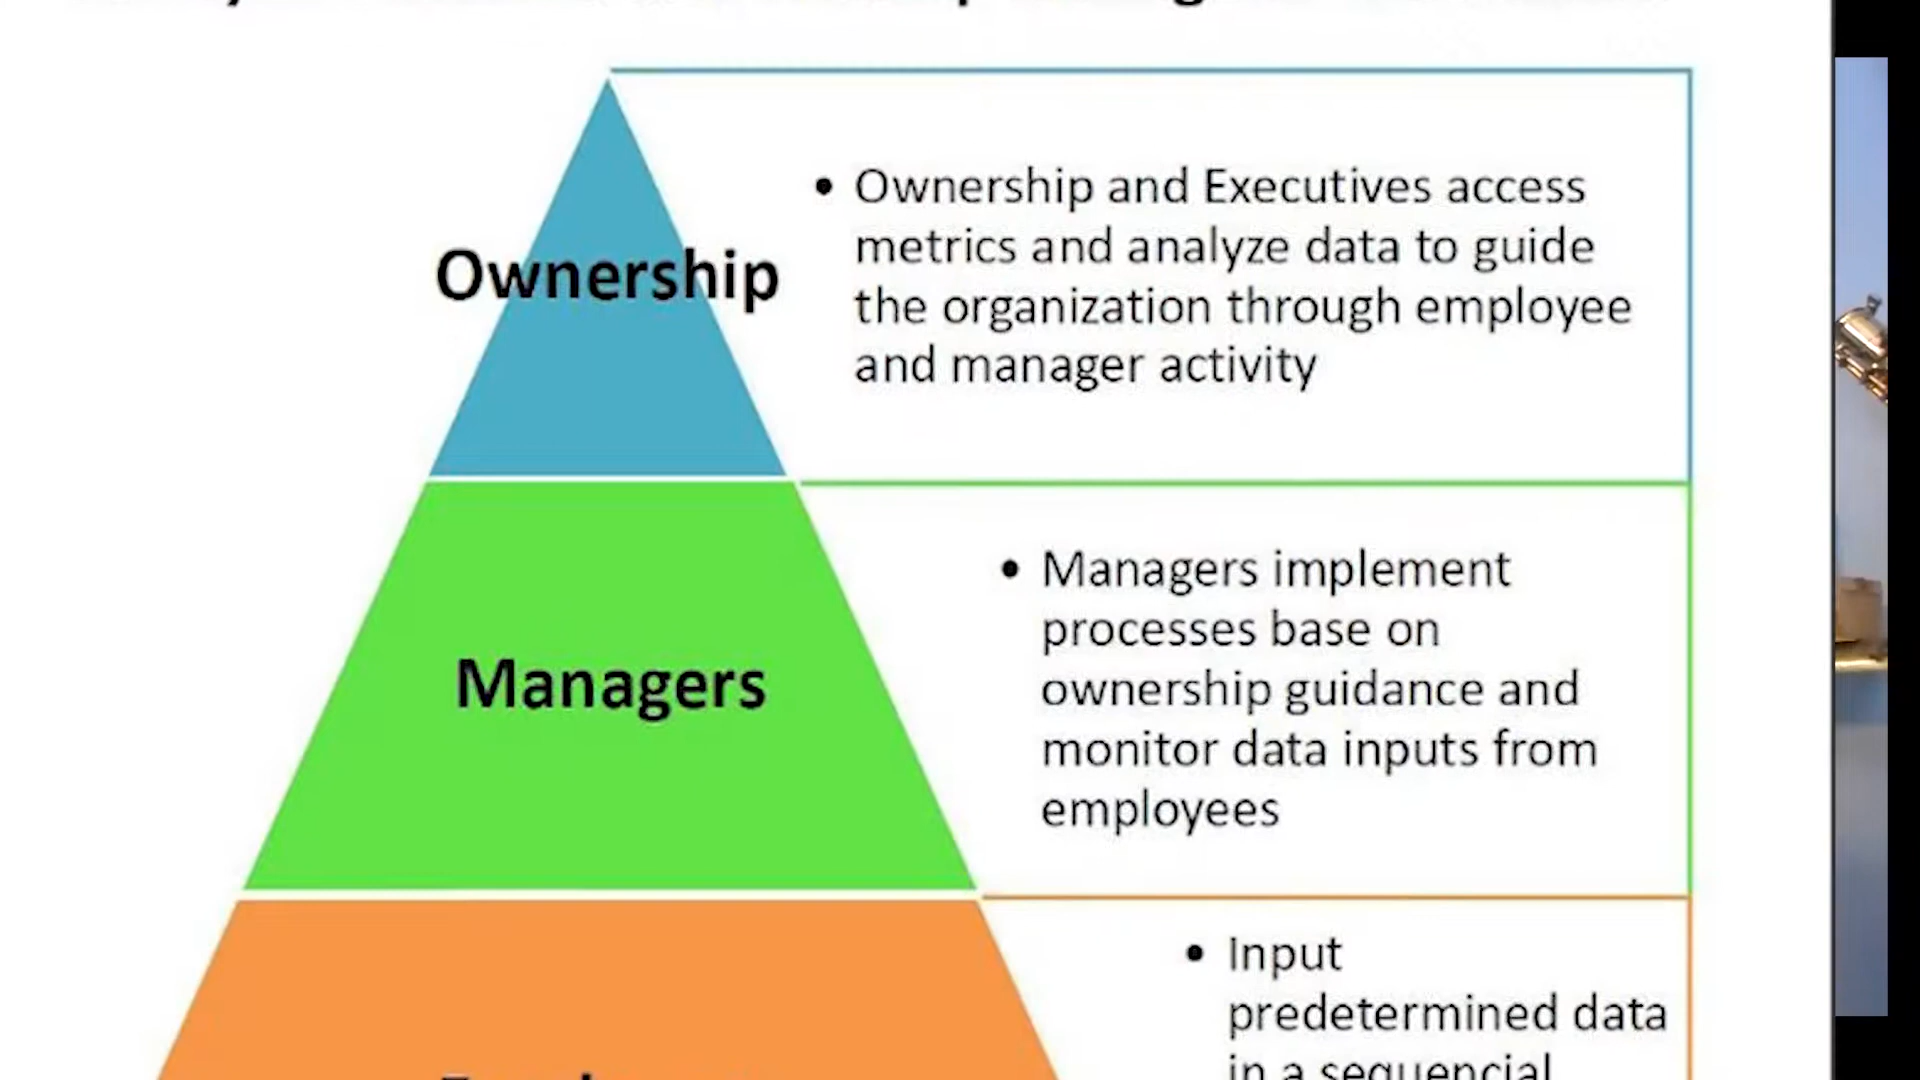 Ownership
• Ownership and Executives access
metrics and analyze data to guide
the organization through employee
and manager activity
Managers
• Managers implement
processes base on
ownership guidance and
monitor data inputs from
employees
• Input
predetermined data
in a sequencial